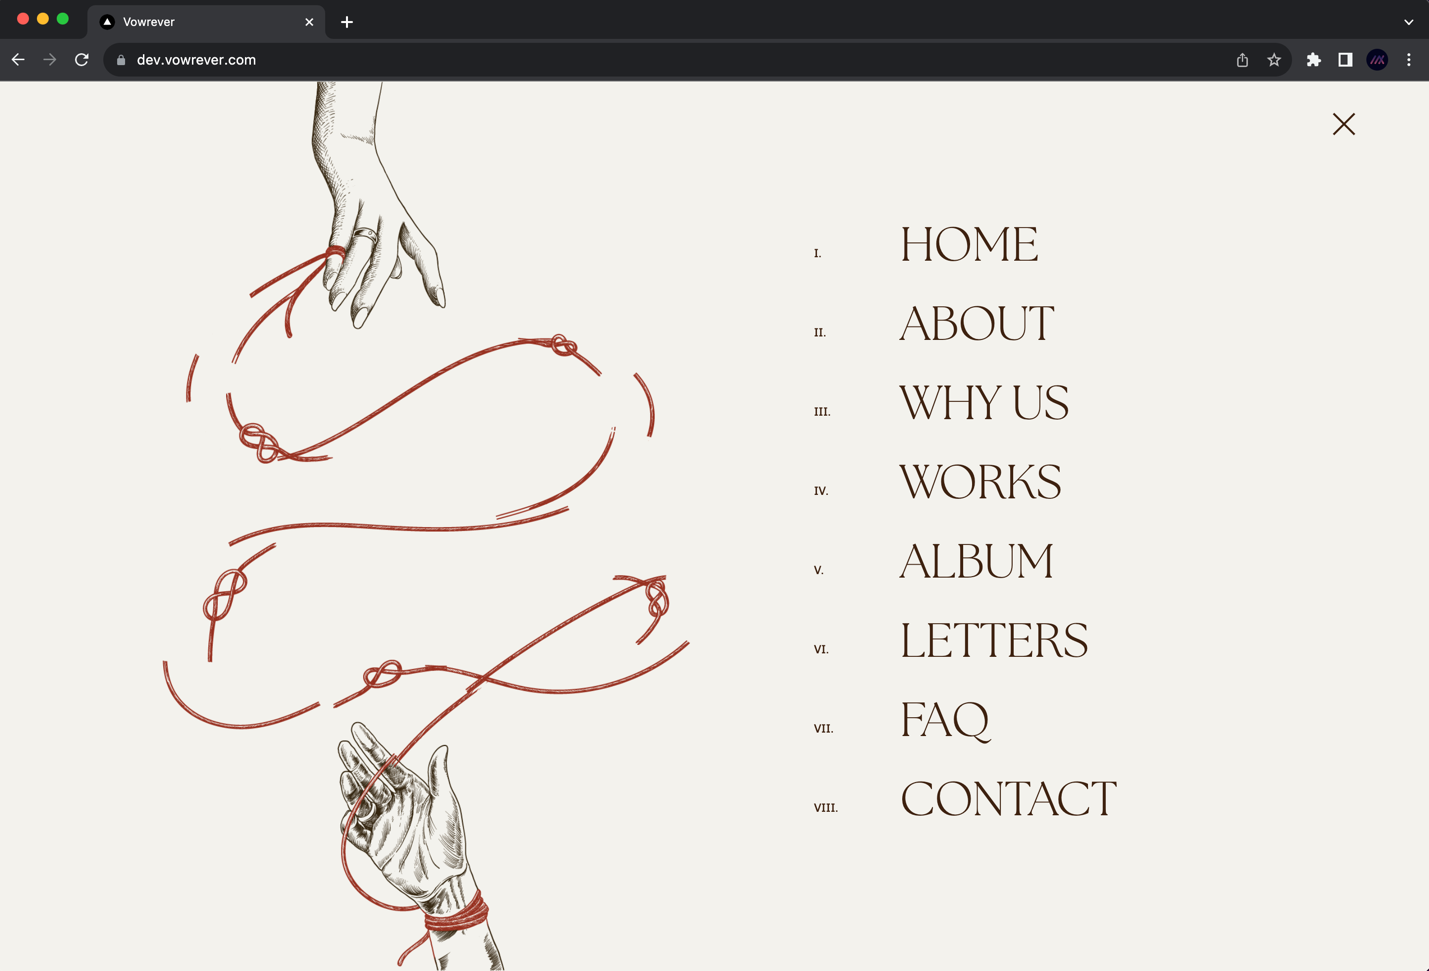 Vowrever
dev.vowrever.com
I. HOME
II. ABOUT
III. WHY US
IV. WORKS
V. ALBUM
VI. LETTERS
VII. FAQ
VIII. CONTACT